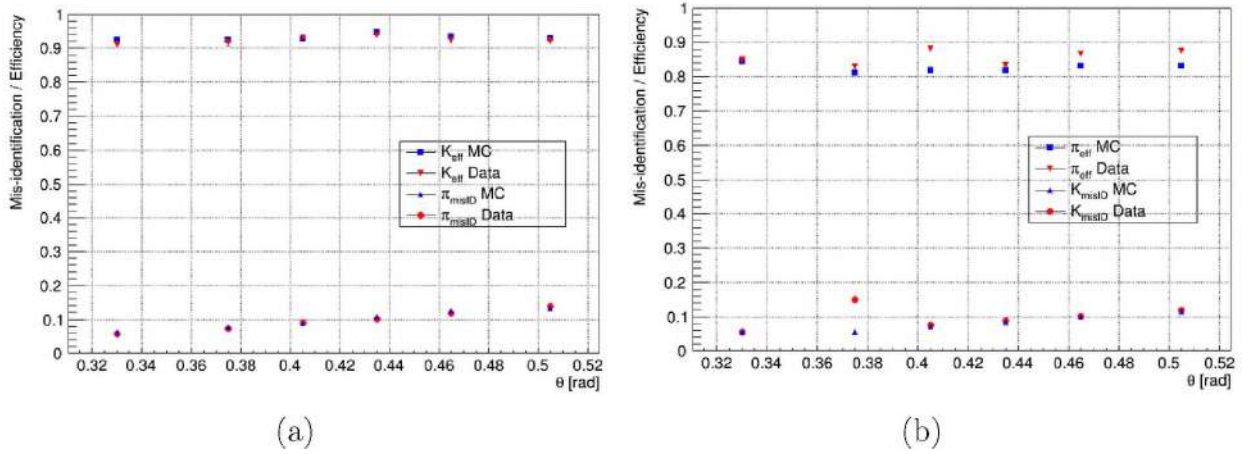 Mis-identification / Efficiency
1
0.9
0.8
0.7
0.6
0.5
0.4
0.3
0.2
0.1
0
K_eff MC
K_eff Data
π_misID MC
π_misID Data
0.32 0.34 0.36 0.38 0.4 0.42 0.44 0.46 0.48 0.5 0.52
θ [rad]
(a)
Mis-identification / Efficiency
1
0.9
0.8
0.7
0.6
0.5
0.4
0.3
0.2
0.1
0
π_eff MC
π_eff Data
K_misID MC
K_misID Data
0.32 0.34 0.36 0.38 0.4 0.42 0.44 0.46 0.48 0.5 0.52
θ [rad]
(b)